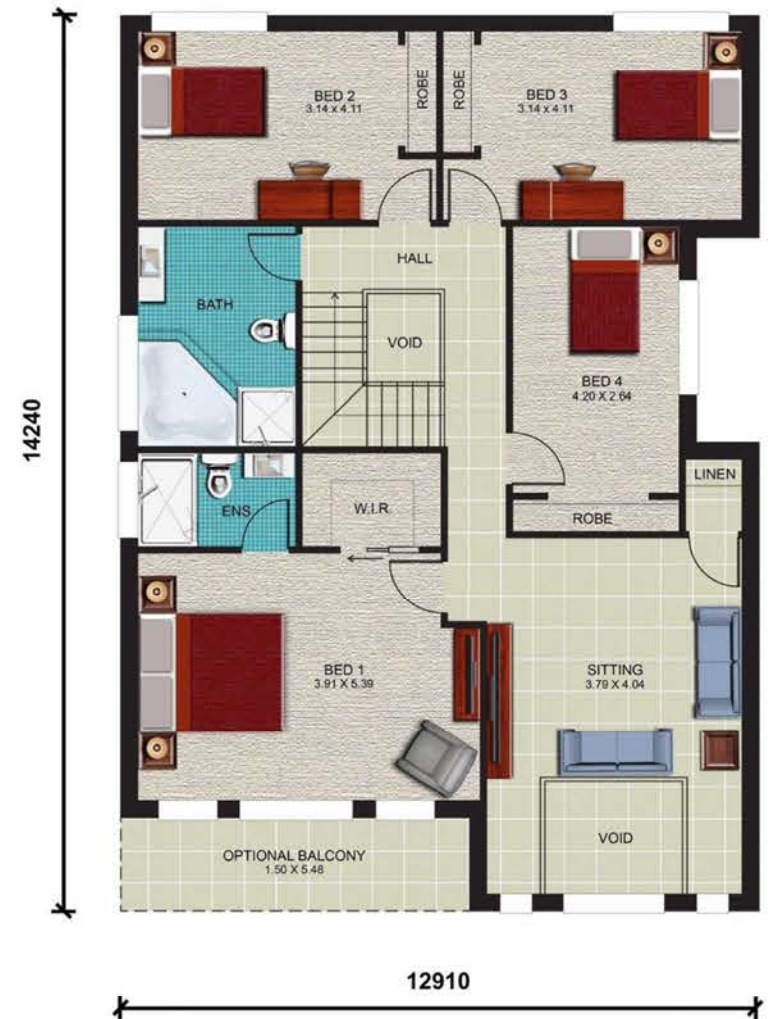 BED 2
3.14 x 4.11
ROBE
ROBE
BED 3
3.14 x 4.11
HALL
BATH
VOID
BED 4
4.20 X 2.64
14240
LINEN
ENS
W.I.R.
ROBE
BED 1
3.91 X 5.39
SITTING
3.79 X 4.04
VOID
OPTIONAL BALCONY
1.50 X 5.48
12910